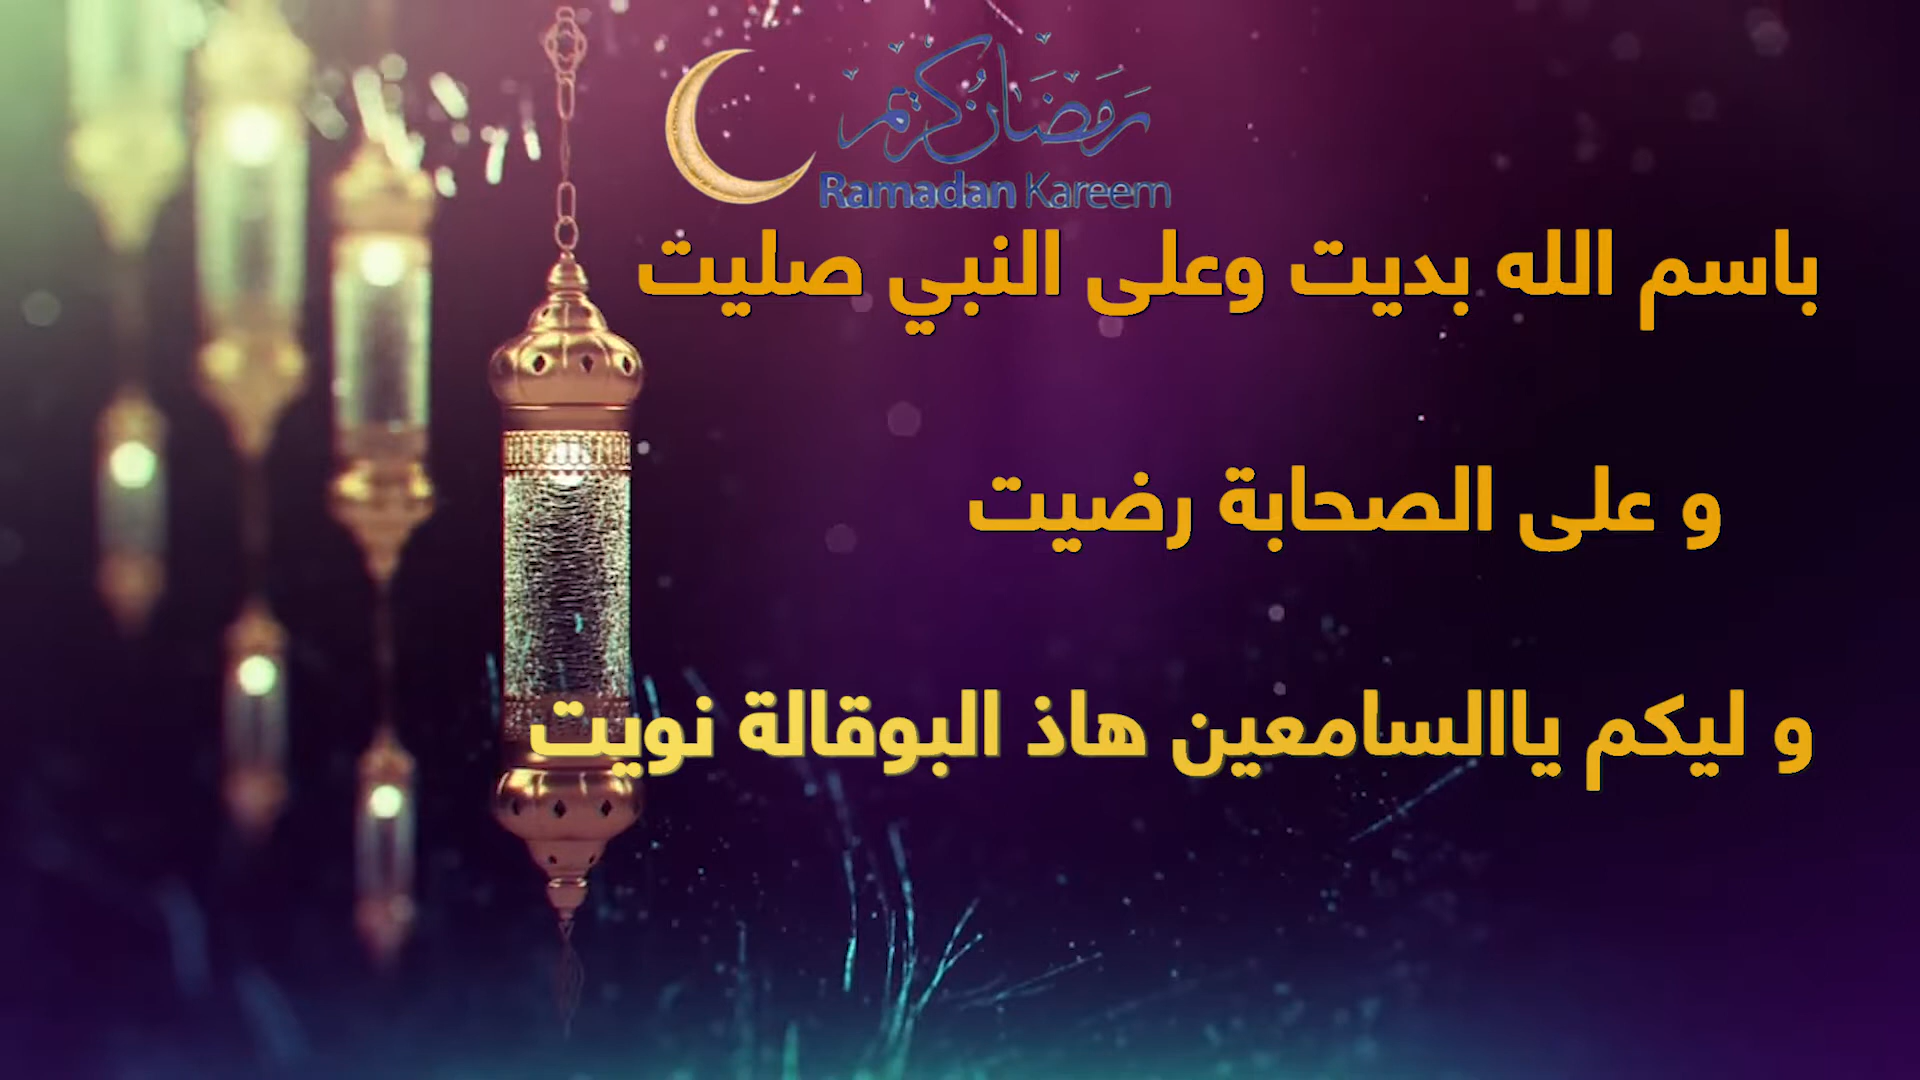 رمضان كريم
Ramadan Kareem
باسم الله بديت وعلى النبي صليت
و على الصحابة رضيت
و ليكم ياالسامعين هاذ البوقالة نويت